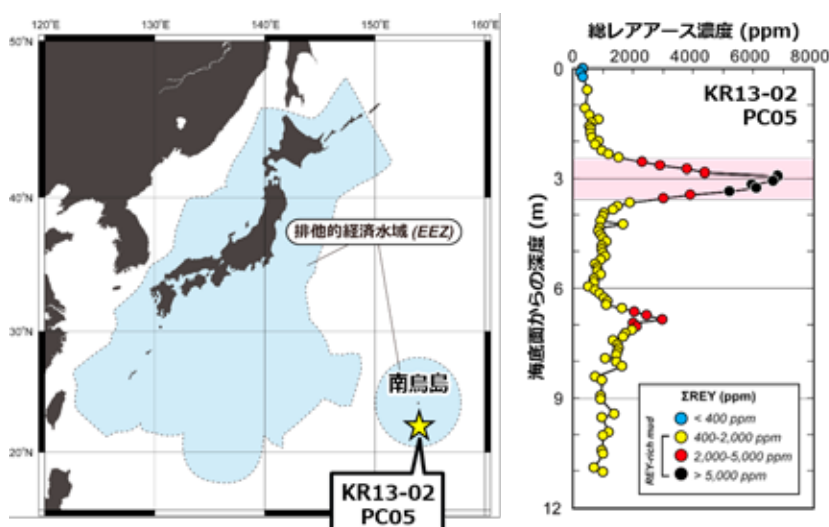 120°E
130°E
140°E
150°E
160°E
50°N
40°N
30°N
20°N
排他的経済水域 (EEZ)
南鳥島
KR13-02
PC05
総レアアース濃度 (ppm)
0
2000
4000
6000
8000
KR13-02
PC05
海底面からの深度 (m)
0
3
6
9
12
ΣREY (ppm)
REY-rich mud
< 400 ppm
400-2,000 ppm
2,000-5,000 ppm
> 5,000 ppm